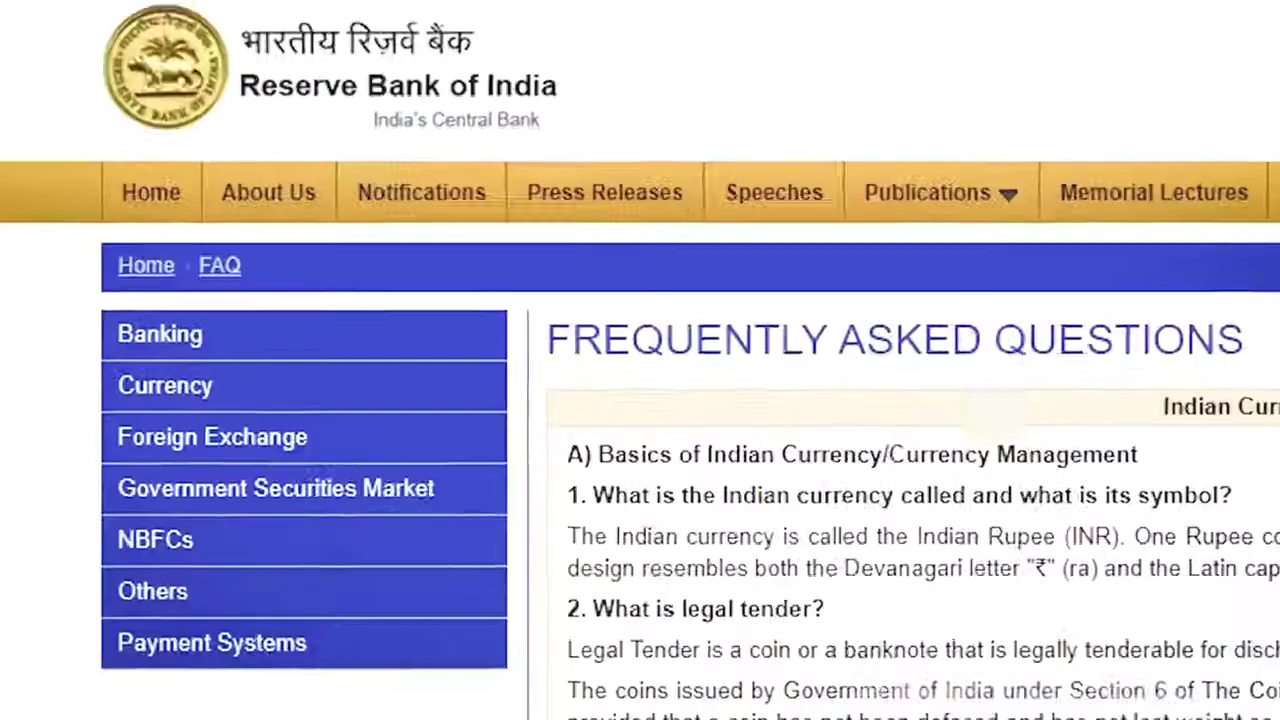 भारतीय रिज़र्व बैंक
Reserve Bank of India
India's Central Bank
Home About Us Notifications Press Releases Speeches Publications Memorial Lectures
Home FAQ
Banking
Currency
Foreign Exchange
Government Securities Market
NBFCs
Others
Payment Systems
FREQUENTLY ASKED QUESTIONS
Indian
A) Basics of Indian Currency/Currency Management
1. What is the Indian currency called and what is its symbol?
The Indian currency is called the Indian Rupee (INR). One Rupee
design resembles both the Devanagari letter "₹" (ra) and the Latin
2. What is legal tender?
Legal Tender is a coin or a banknote that is legally tenderable for
The coins issued by Government of India under Section 6 of The